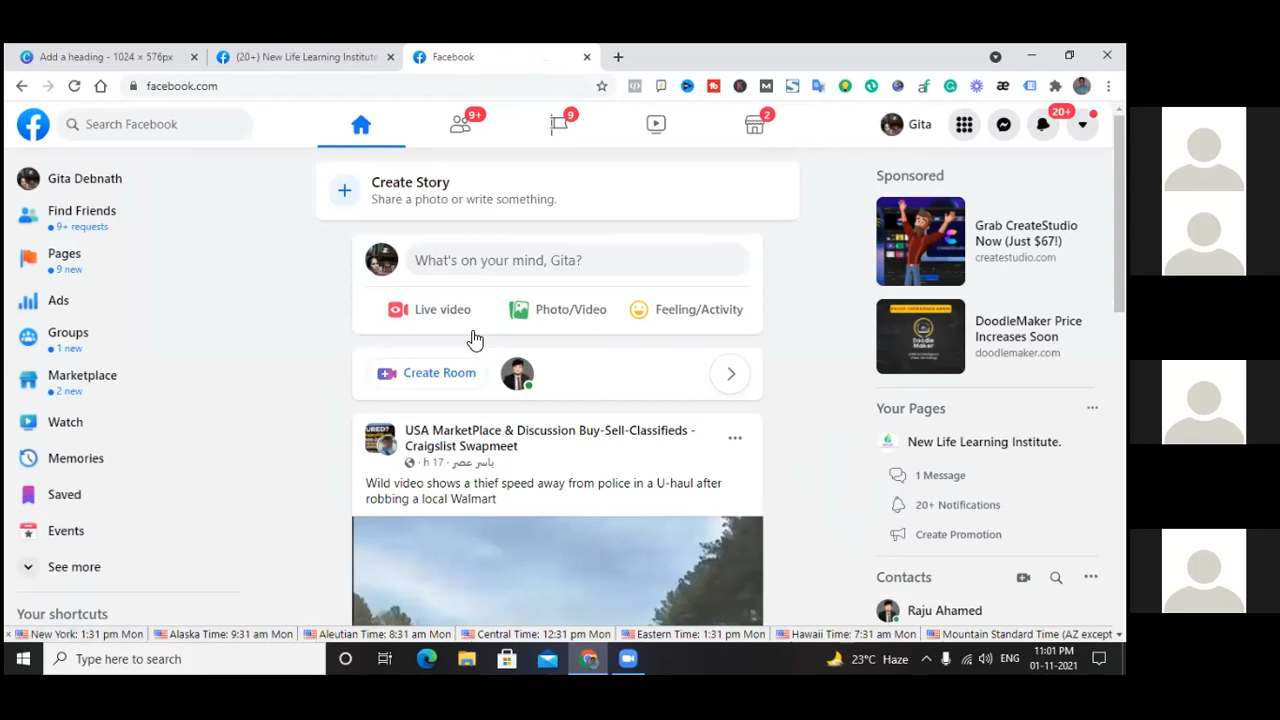 Add a heading - 1024 × 576px
(20+) New Life Learning Institute
Facebook
facebook.com
Search Facebook
9+
9
2
Gita
20+
Gita Debnath
Find Friends
9+ requests
Pages
9 new
Ads
Groups
1 new
Marketplace
2 new
Watch
Memories
Saved
Events
See more
Your shortcuts
Create Story
Share a photo or write something.
What's on your mind, Gita?
Live video
Photo/Video
Feeling/Activity
Create Room
USA MarketPlace & Discussion Buy-Sell-Classifieds -
Craigslist Swapmeet
ياسر عصر · 17 h ·
Wild video shows a thief speed away from police in a U-haul after
robbing a local Walmart
Sponsored
Grab CreateStudio
Now (Just $67!)
createstudio.com
Doodle
Maker
DoodleMaker Price
Increases Soon
doodlemaker.com
Your Pages
New Life Learning Institute.
1 Message
20+ Notifications
Create Promotion
Contacts
Raju Ahamed
New York: 1:31 pm Mon
Alaska Time: 9:31 am Mon
Aleutian Time: 8:31 am Mon
Central Time: 12:31 pm Mon
Eastern Time: 1:31 pm Mon
Hawaii Time: 7:31 am Mon
Mountain Standard Time (AZ except
Type here to search
23°C Haze
ENG
11:01 PM
01-11-2021